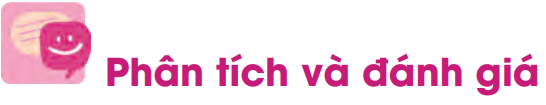 Phân tích và đánh giá